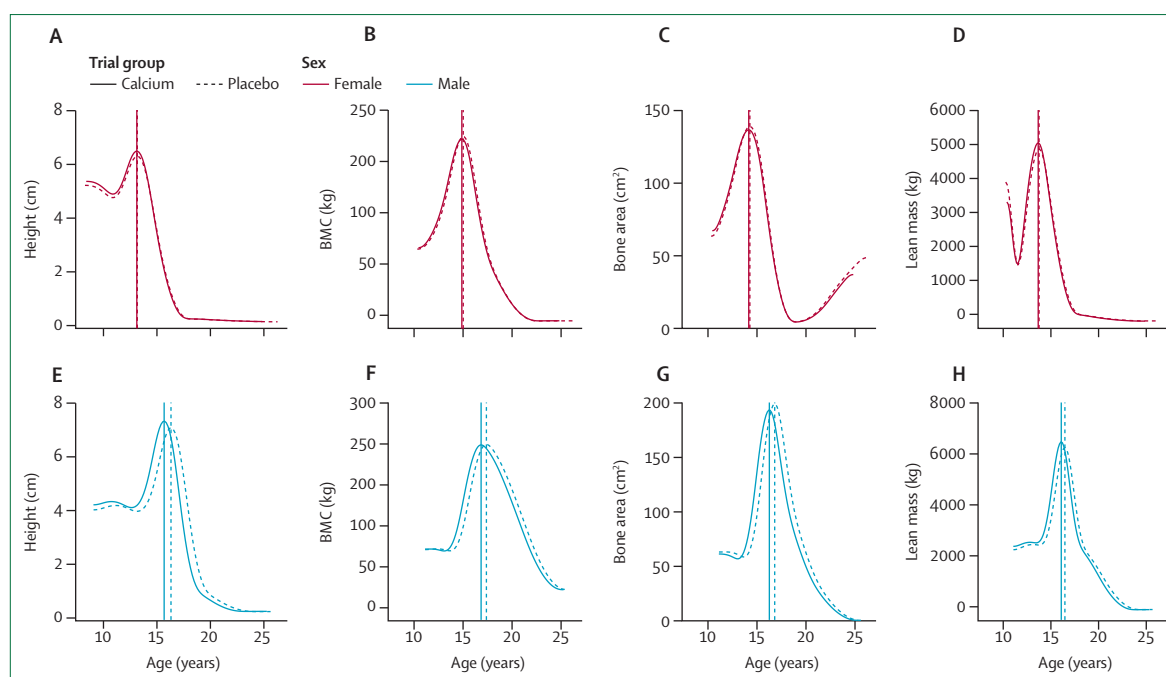 A
B
C
D
Trial group
Calcium
Placebo
Sex
Female
Male
Height (cm)
8
6
4
2
0
10
15
20
25
BMC (kg)
250
200
100
50
0
Bone area (cm²)
150
100
50
0
Lean mass (kg)
6000
5000
4000
3000
2000
1000
0
E
F
G
H
Height (cm)
8
6
4
2
0
10
15
20
25
Age (years)
BMC (kg)
300
250
200
100
50
0
10
15
20
25
Age (years)
Bone area (cm²)
200
150
100
50
0
10
15
20
25
Age (years)
Lean mass (kg)
8000
6000
4000
2000
0
10
15
20
25
Age (years)